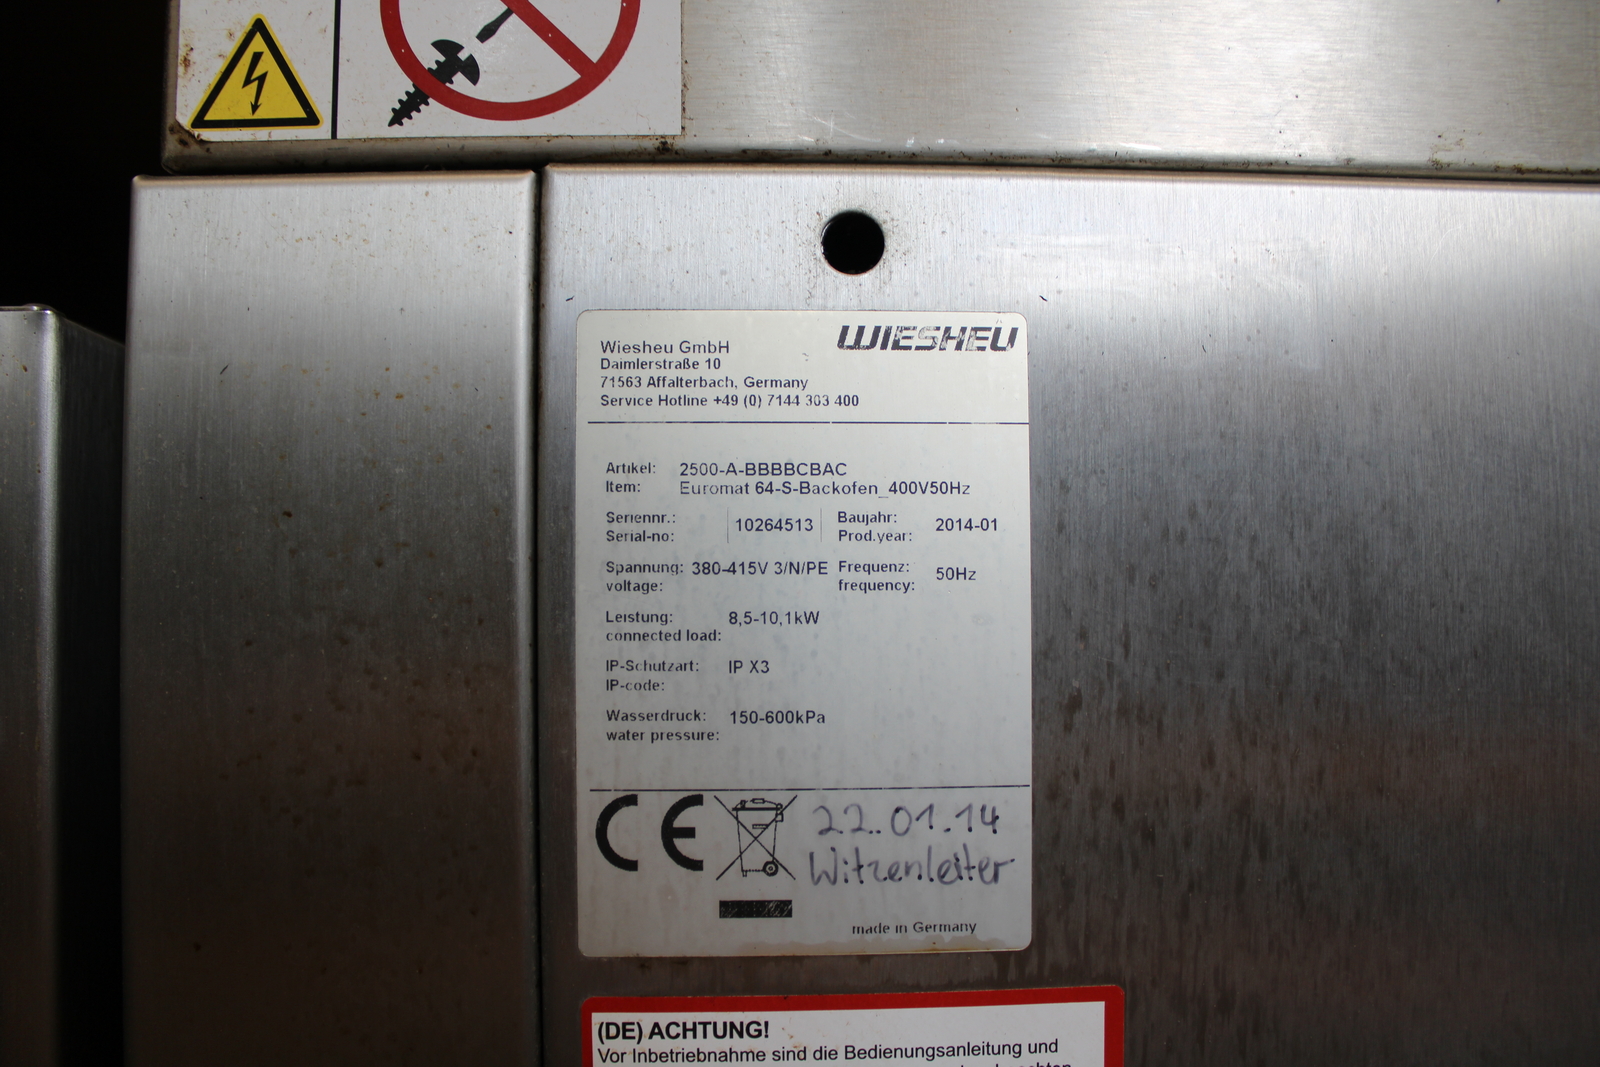 WIESHEU
Wiesheu GmbH
Daimlerstraße 10
71563 Affalterbach, Germany
Service Hotline +49 (0) 7144 303 400
Artikel: 2500-A-BBBBCBAC
Item: Euromat 64-S-Backofen_400V50Hz
Seriennr.: 10264513 Baujahr: 2014-01
Serial-no: Prod.year:
Spannung: 380-415V 3/N/PE Frequenz: 50Hz
voltage: frequency:
Leistung: 8,5-10,1kW
connected load:
IP-Schutzart: IP X3
IP-code:
Wasserdruck: 150-600kPa
water pressure:
CE
22.01.14
Witzenleiter
made in Germany
(DE) ACHTUNG!
Vor Inbetriebnahme sind die Bedienungsanleitung und